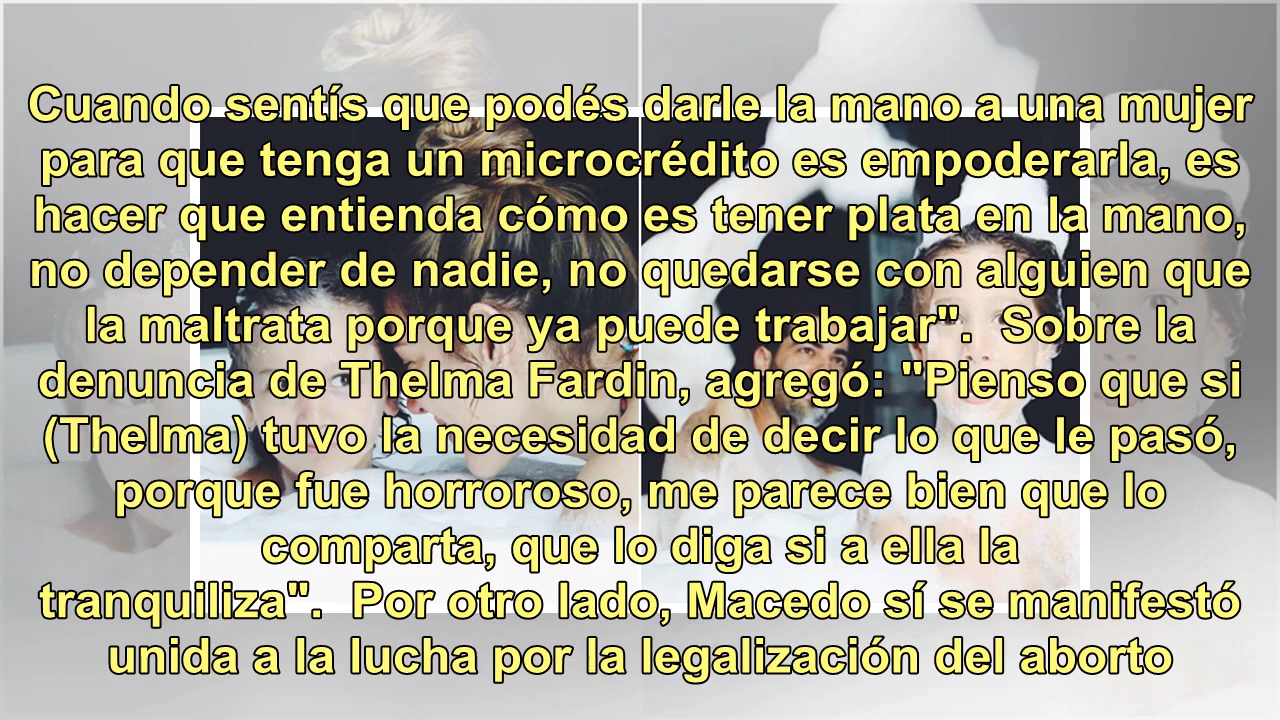 Cuando sentís que podés darle la mano a una mujer
para que tenga un microcrédito es empoderarla, es
hacer que entienda cómo es tener plata en la mano,
no depender de nadie, no quedarse con alguien que
la maltrata porque ya puede trabajar".  Sobre la
denuncia de Thelma Fardin, agregó: "Pienso que si
(Thelma) tuvo la necesidad de decir lo que le pasó,
porque fue horroroso, me parece bien que lo
comparta, que lo diga si a ella la
tranquiliza".  Por otro lado, Macedo sí se manifestó
unida a la lucha por la legalización del aborto